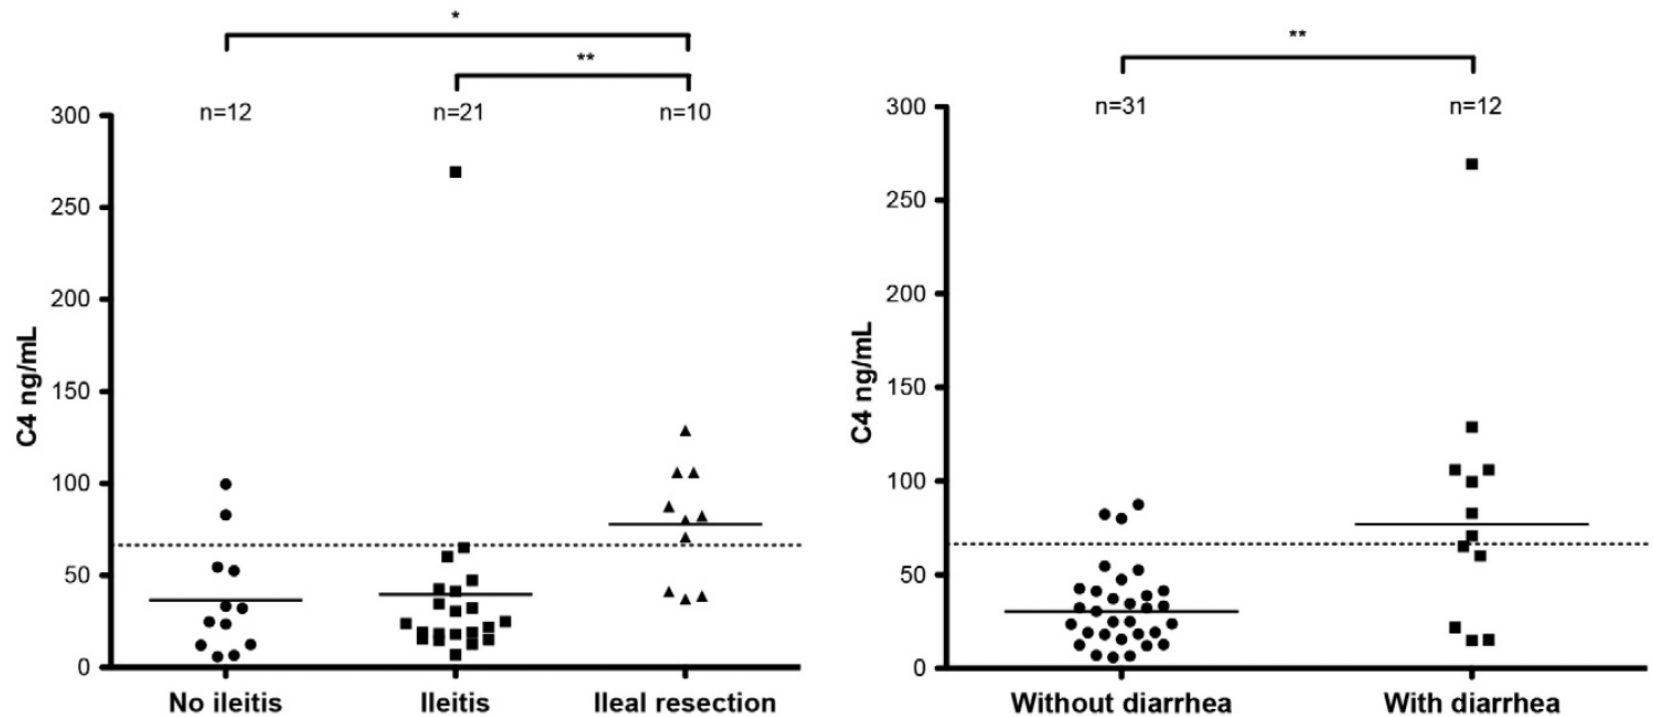 *
**
n=12 n=21 n=10
300
250
200
150
100
50
0
C4 ng/mL
No ileitis Ileitis Ileal resection
**
n=31 n=12
300
250
200
150
100
50
0
C4 ng/mL
Without diarrhea With diarrhea